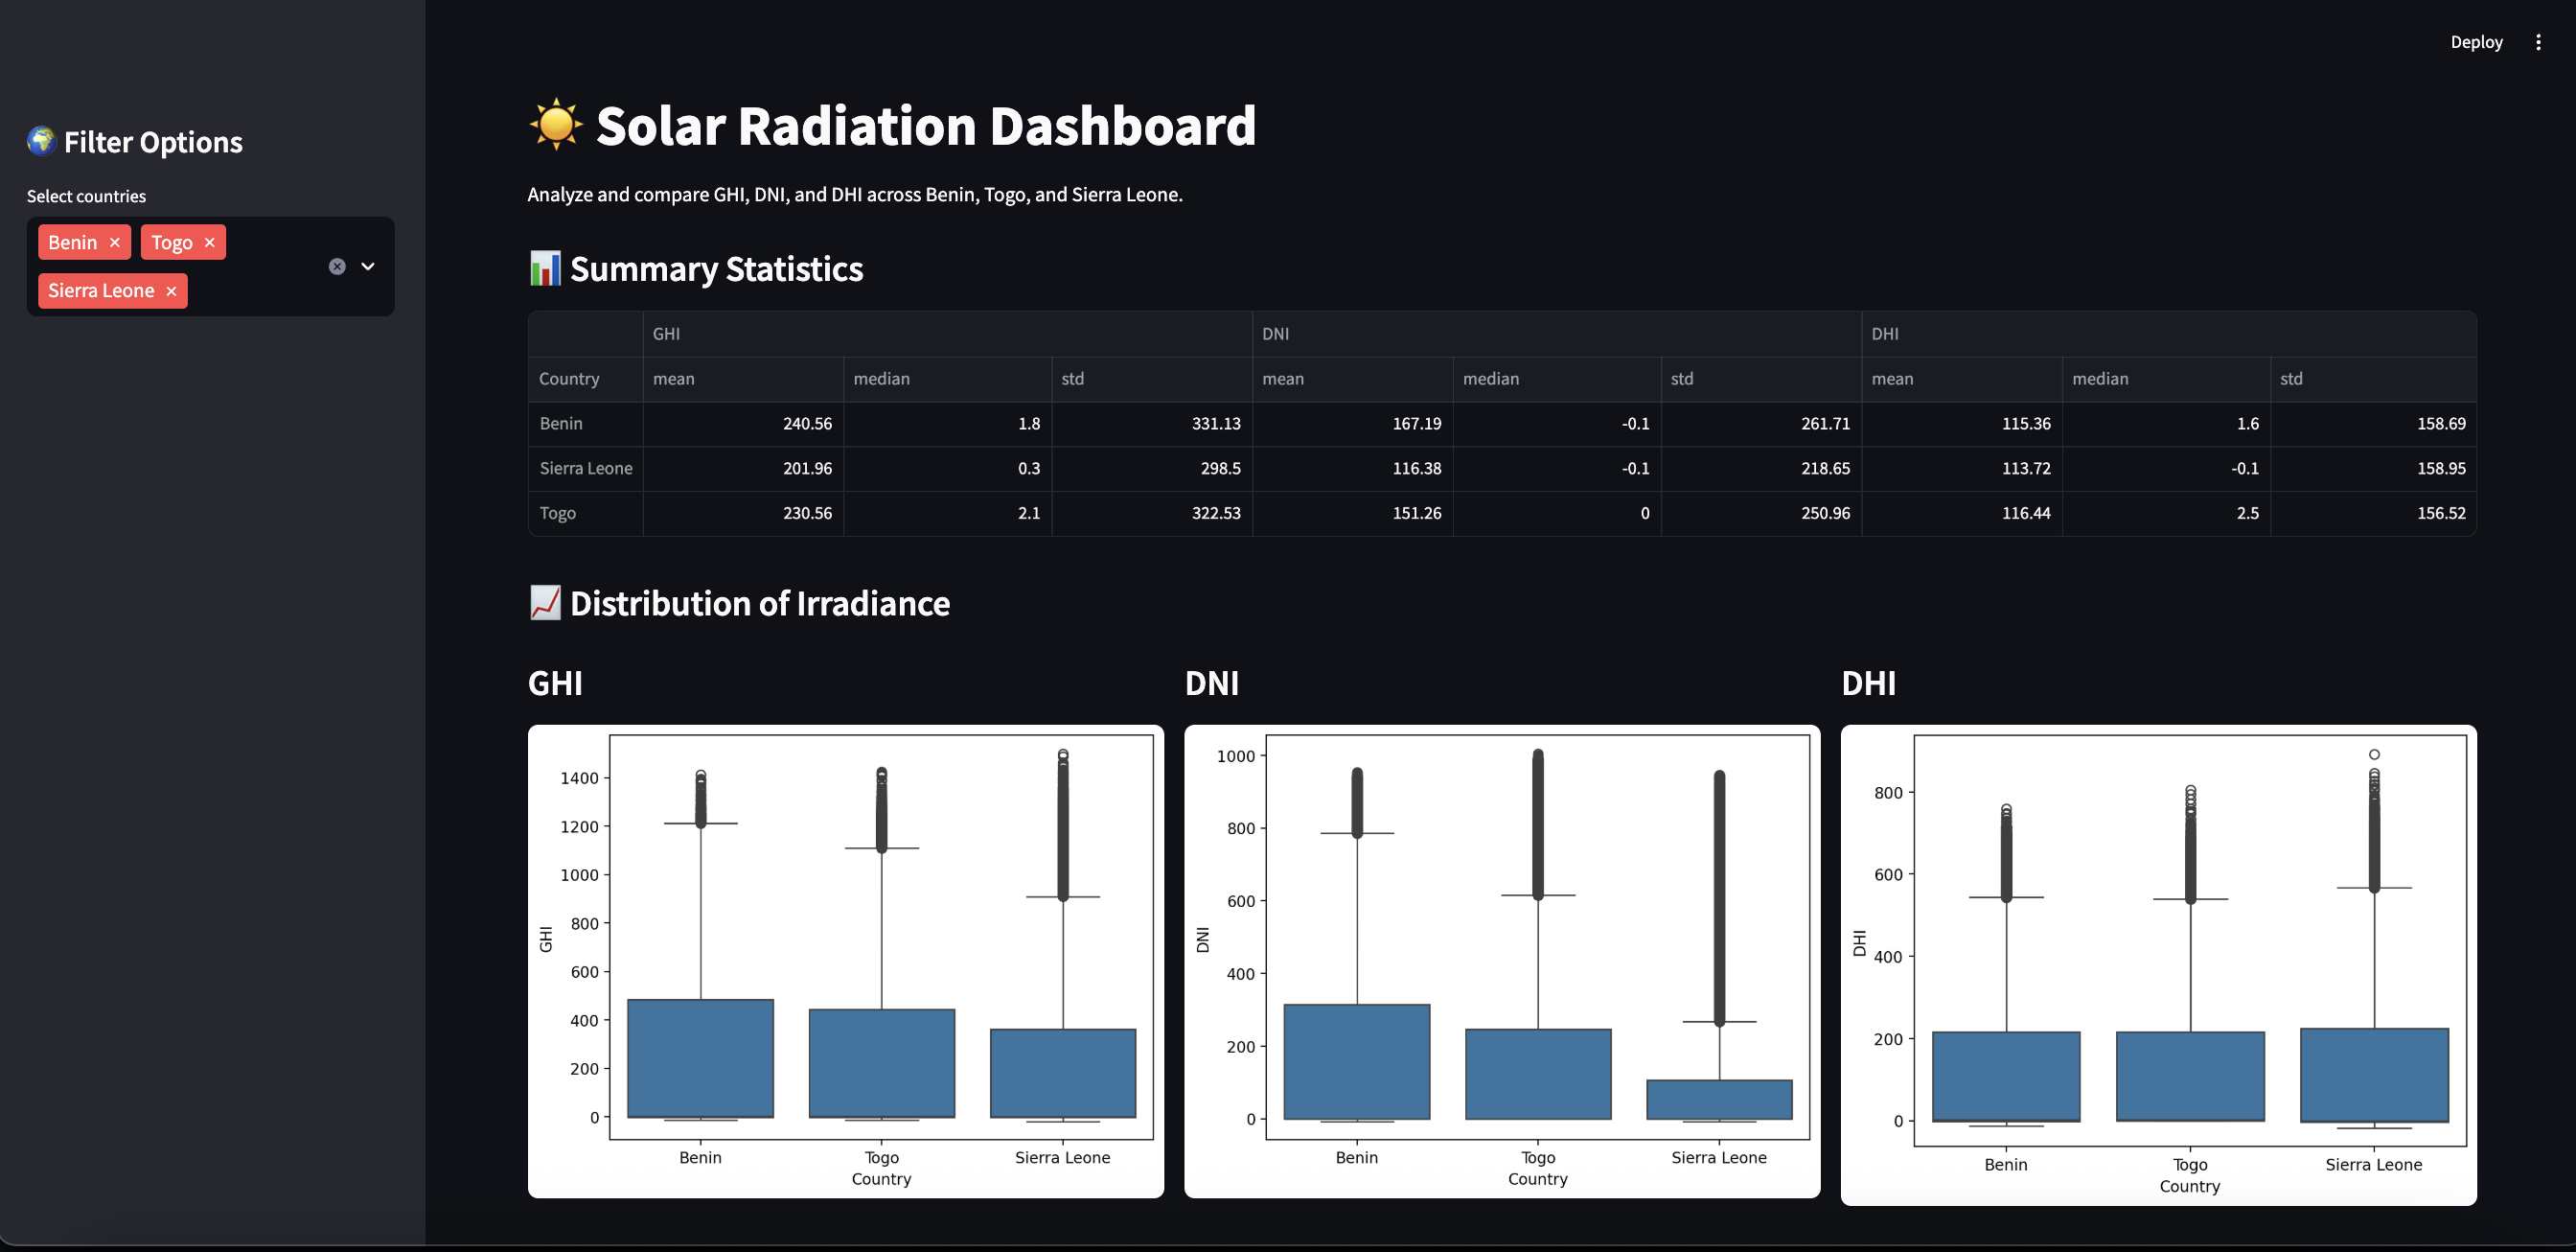 Deploy
Filter Options
Select countries
Benin ×
Togo ×
Sierra Leone ×
Solar Radiation Dashboard
Analyze and compare GHI, DNI, and DHI across Benin, Togo, and Sierra Leone.
Summary Statistics
GHI DNI DHI
Country mean median std mean median std mean median std
Benin 240.56 1.8 331.13 167.19 -0.1 261.71 115.36 1.6 158.69
Sierra Leone 201.96 0.3 298.5 116.38 -0.1 218.65 113.72 -0.1 158.95
Togo 230.56 2.1 322.53 151.26 0 250.96 116.44 2.5 156.52
Distribution of Irradiance
GHI
1400
1200
1000
800
600
400
200
0
GHI
Benin Togo Sierra Leone
Country
DNI
1000
800
600
400
200
0
DNI
Benin Togo Sierra Leone
Country
DHI
800
600
400
200
0
DHI
Benin Togo Sierra Leone
Country